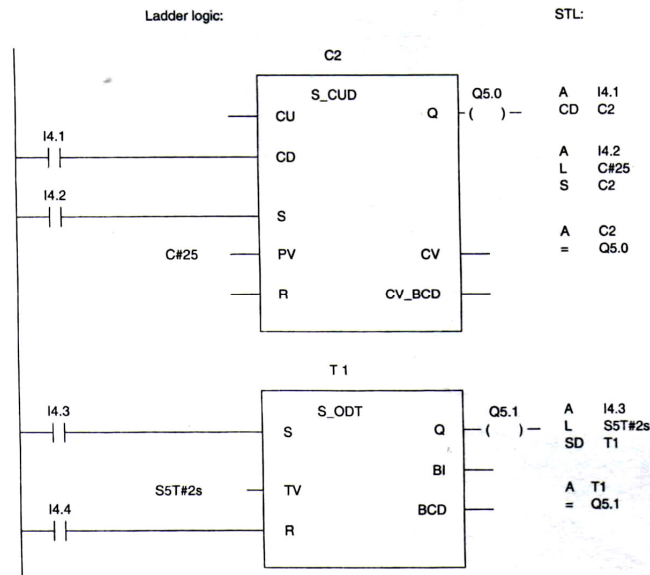 Ladder logic: STL:
C2
S_CUD
CU Q Q5.0 ( )
A I4.1
CD C2
I4.1
CD
A I4.2
L C#25
S C2
I4.2
S
A C2
= Q5.0
C#25 PV CV
R CV_BCD
T 1
S_ODT
I4.3
S Q Q5.1 ( )
A I4.3
L S5T#2s
SD T1
BI
S5T#2s TV
A T1
= Q5.1
BCD
I4.4
R